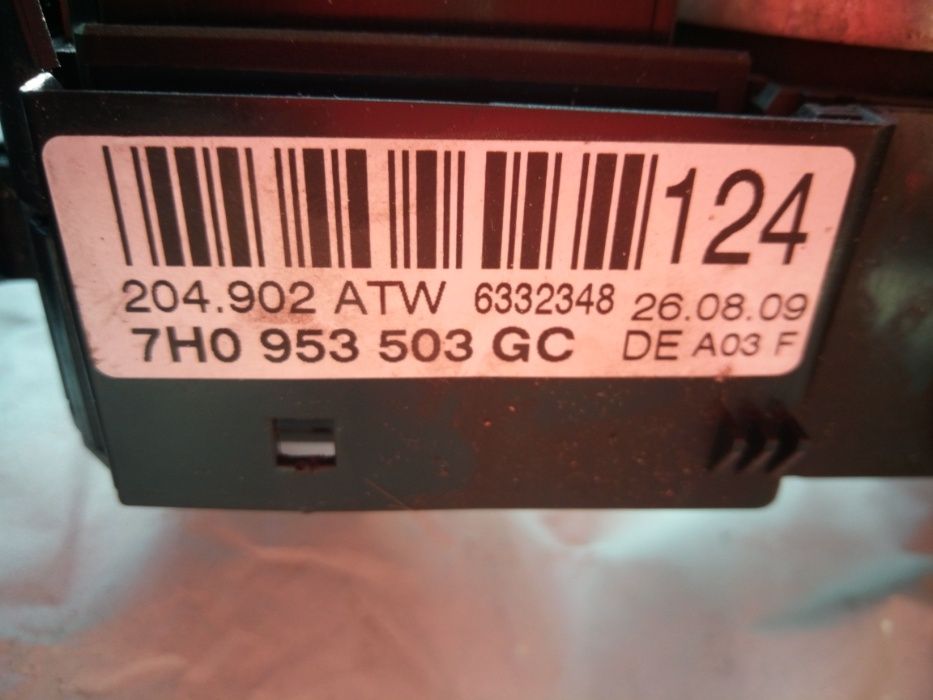 124
204.902 ATW 6332348 26.08.09
7H0 953 503 GC DE A03 F